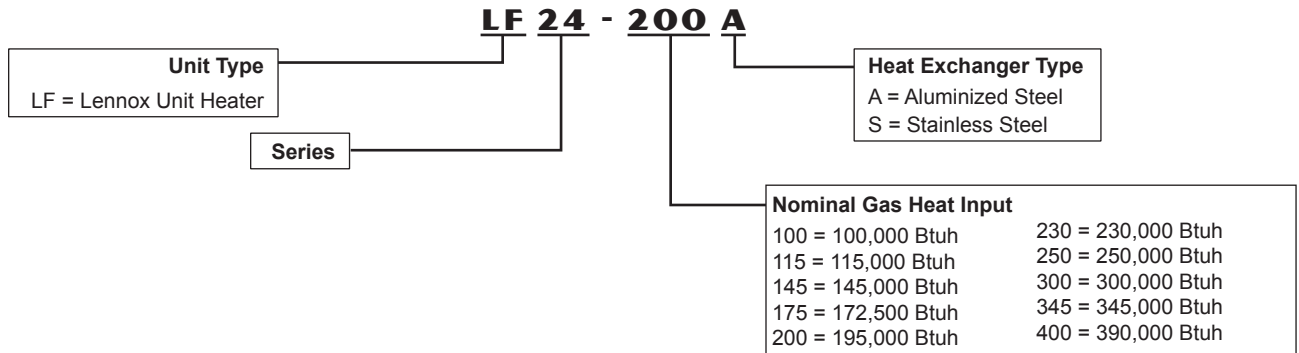 LF 24 - 200 A
Unit Type
LF = Lennox Unit Heater
Series
Heat Exchanger Type
A = Aluminized Steel
S = Stainless Steel
Nominal Gas Heat Input
100 = 100,000 Btuh
115 = 115,000 Btuh
145 = 145,000 Btuh
175 = 172,500 Btuh
200 = 195,000 Btuh
230 = 230,000 Btuh
250 = 250,000 Btuh
300 = 300,000 Btuh
345 = 345,000 Btuh
400 = 390,000 Btuh